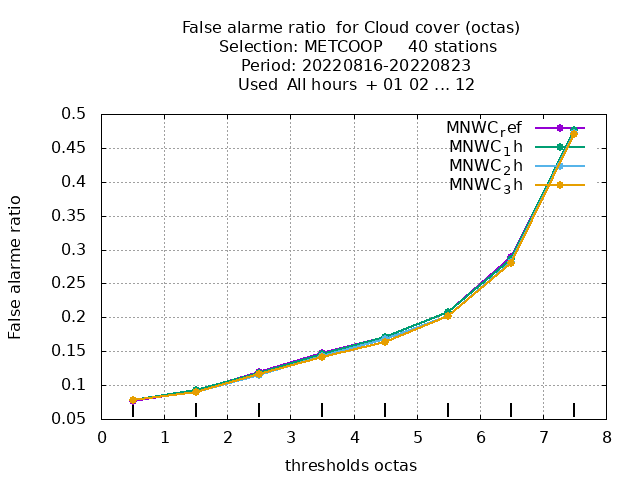 False alarme ratio  for Cloud cover (octas)
Selection: METCOOP     40 stations
Period: 20220816-20220823
Used  All hours  + 01 02 ... 12
MNWC_ref
MNWC_1h
MNWC_2h
MNWC_3h
0.5
0.45
0.4
0.35
0.3
0.25
0.2
0.15
0.1
0.05
False alarme ratio
0 1 2 3 4 5 6 7 8
thresholds octas